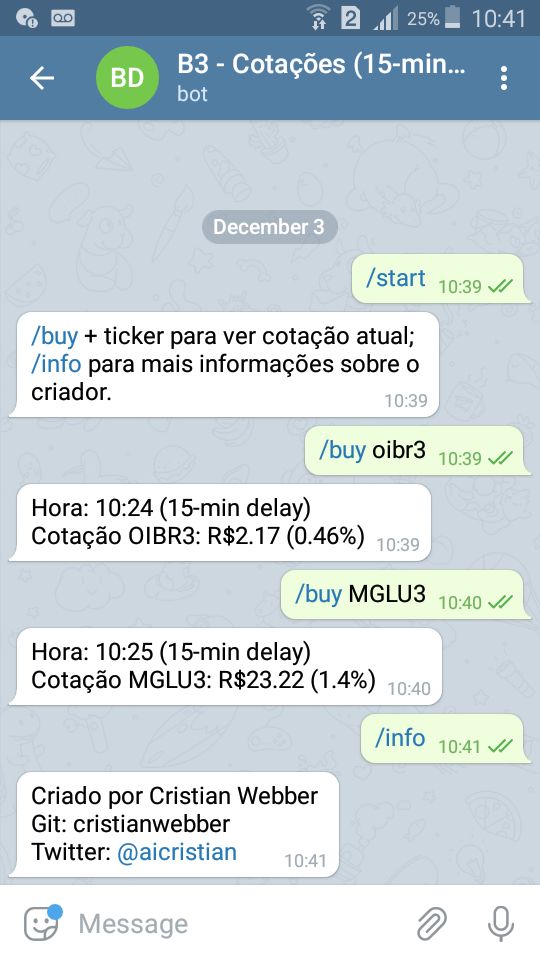 2 25% 10:41
BD B3 - Cotações (15-min...
bot
December 3
/start 10:39
/buy + ticker para ver cotação atual;
/info para mais informações sobre o
criador. 10:39
/buy oibr3 10:39
Hora: 10:24 (15-min delay)
Cotação OIBR3: R$2.17 (0.46%) 10:39
/buy MGLU3 10:40
Hora: 10:25 (15-min delay)
Cotação MGLU3: R$23.22 (1.4%) 10:40
/info 10:41
Criado por Cristian Webber
Git: cristianwebber
Twitter: @aicristian 10:41
Message